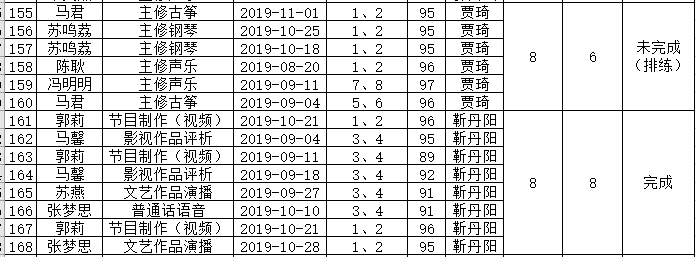 155 马君 主修古筝 2019-11-01 1、2 95 贾琦
156 苏鸣荔 主修钢琴 2019-10-25 1、2 95 贾琦
157 苏鸣荔 主修钢琴 2019-10-18 1、2 95 贾琦
158 陈耿 主修声乐 2019-08-20 1、2 96 贾琦
159 冯明明 主修声乐 2019-09-11 7、8 97 贾琦
160 马君 主修古筝 2019-09-04 5、6 96 贾琦
8 6 未完成
（排练）
161 郭莉 节目制作（视频） 2019-10-21 1、2 96 靳丹阳
162 马馨 影视作品评析 2019-09-04 3、4 95 靳丹阳
163 郭莉 节目制作（视频） 2019-09-11 3、4 89 靳丹阳
164 马馨 影视作品评析 2019-09-18 3、4 92 靳丹阳
165 苏燕 文艺作品演播 2019-09-27 3、4 91 靳丹阳
166 张梦思 普通话语音 2019-10-10 3、4 91 靳丹阳
167 郭莉 节目制作（视频） 2019-10-21 1、2 96 靳丹阳
168 张梦思 文艺作品演播 2019-10-28 1、2 95 靳丹阳
8 8 完成